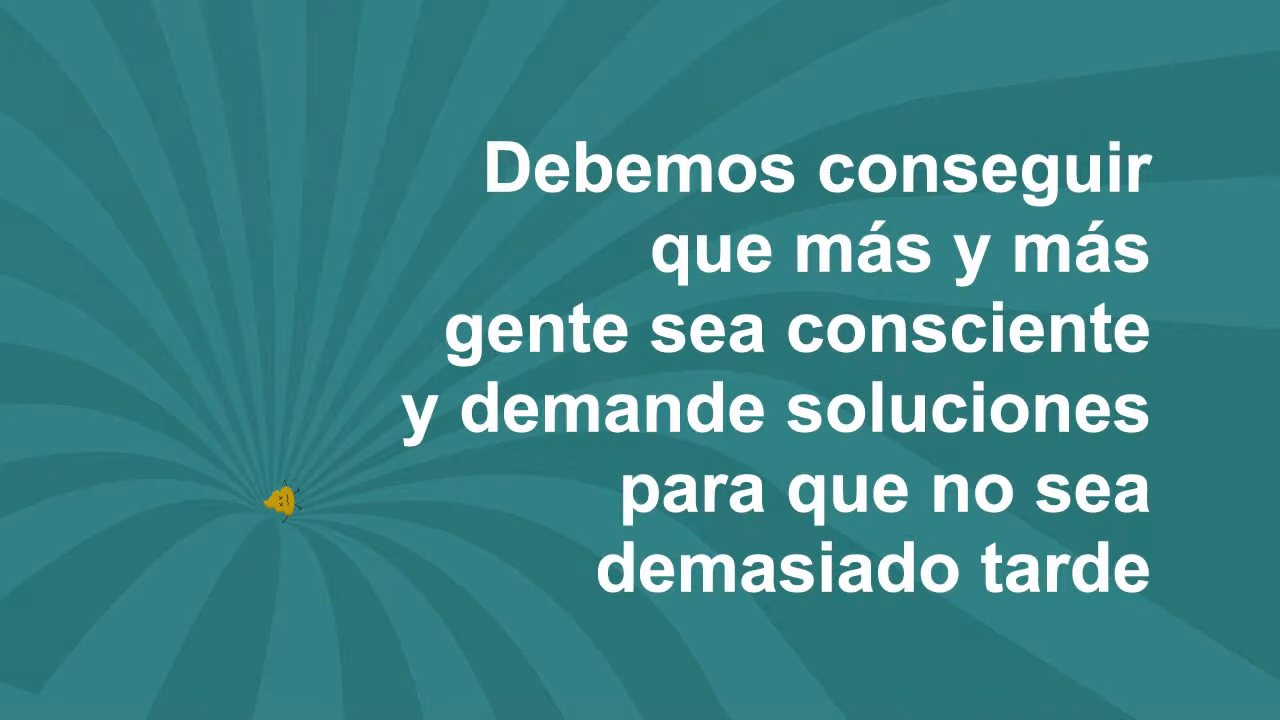 Debemos conseguir
que más y más
gente sea consciente
y demande soluciones
para que no sea
demasiado tarde